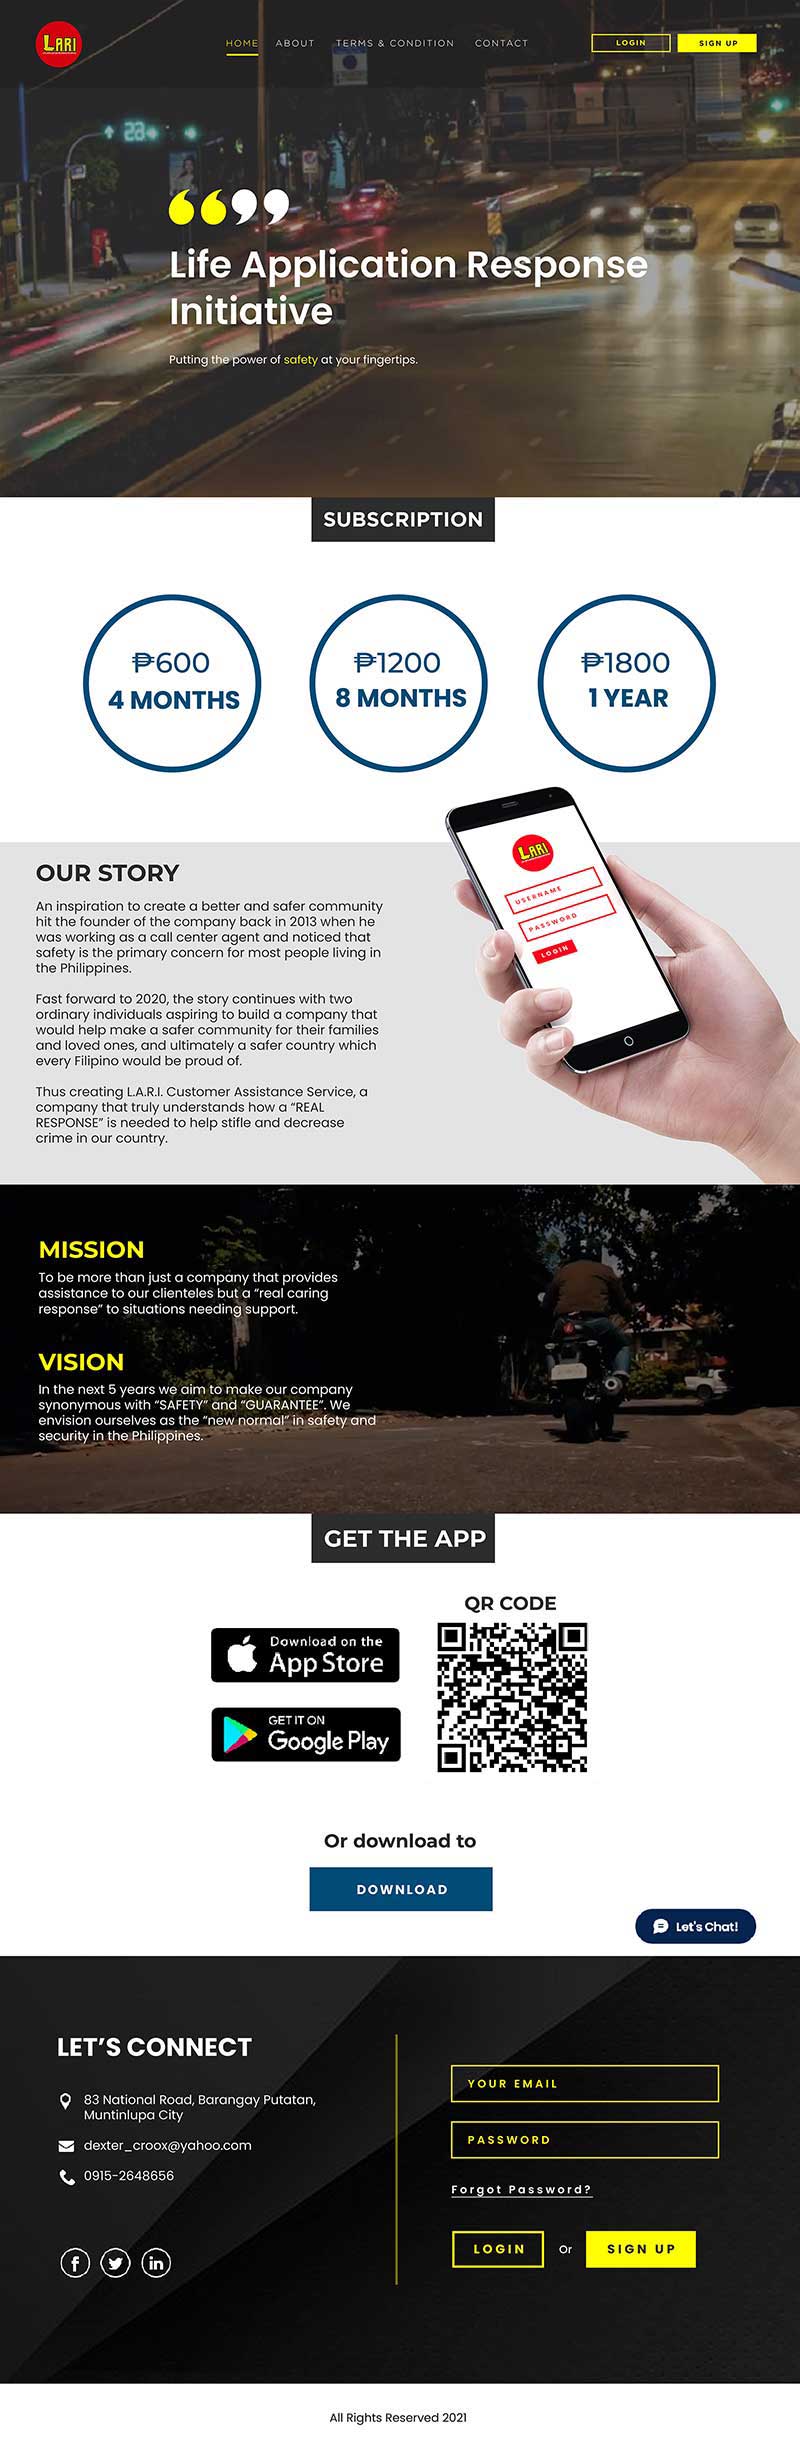 LARI
HOME ABOUT TERMS & CONDITION CONTACT
LOGIN
SIGN UP
28
Life Application Response
Initiative
Putting the power of safety at your fingertips.
SUBSCRIPTION
₱600
4 MONTHS
₱1200
8 MONTHS
₱1800
1 YEAR
OUR STORY
An inspiration to create a better and safer community
hit the founder of the company back in 2013 when he
was working as a call center agent and noticed that
safety is the primary concern for most people living in
the Philippines.
Fast forward to 2020, the story continues with two
ordinary individuals aspiring to build a company that
would help make a safer community for their families
and loved ones, and ultimately a safer country which
every Filipino would be proud of.
Thus creating L.A.R.I. Customer Assistance Service, a
company that truly understands how a “REAL
RESPONSE” is needed to help stifle and decrease
crime in our country.
LARI
USERNAME
PASSWORD
LOGIN
MISSION
To be more than just a company that provides
assistance to our clienteles but a “real caring
response” to situations needing support.
VISION
In the next 5 years we aim to make our company
synonymous with “SAFETY” and “GUARANTEE”. We
envision ourselves as the “new normal” in safety and
security in the Philippines.
GET THE APP
Download on the
App Store
GET IT ON
Google Play
QR CODE
Or download to
DOWNLOAD
Let's Chat!
LET’S CONNECT
83 National Road, Barangay Putatan,
Muntinlupa City
dexter_croox@yahoo.com
0915-2648656
YOUR EMAIL
PASSWORD
Forgot Password?
LOGIN Or SIGN UP
All Rights Reserved 2021